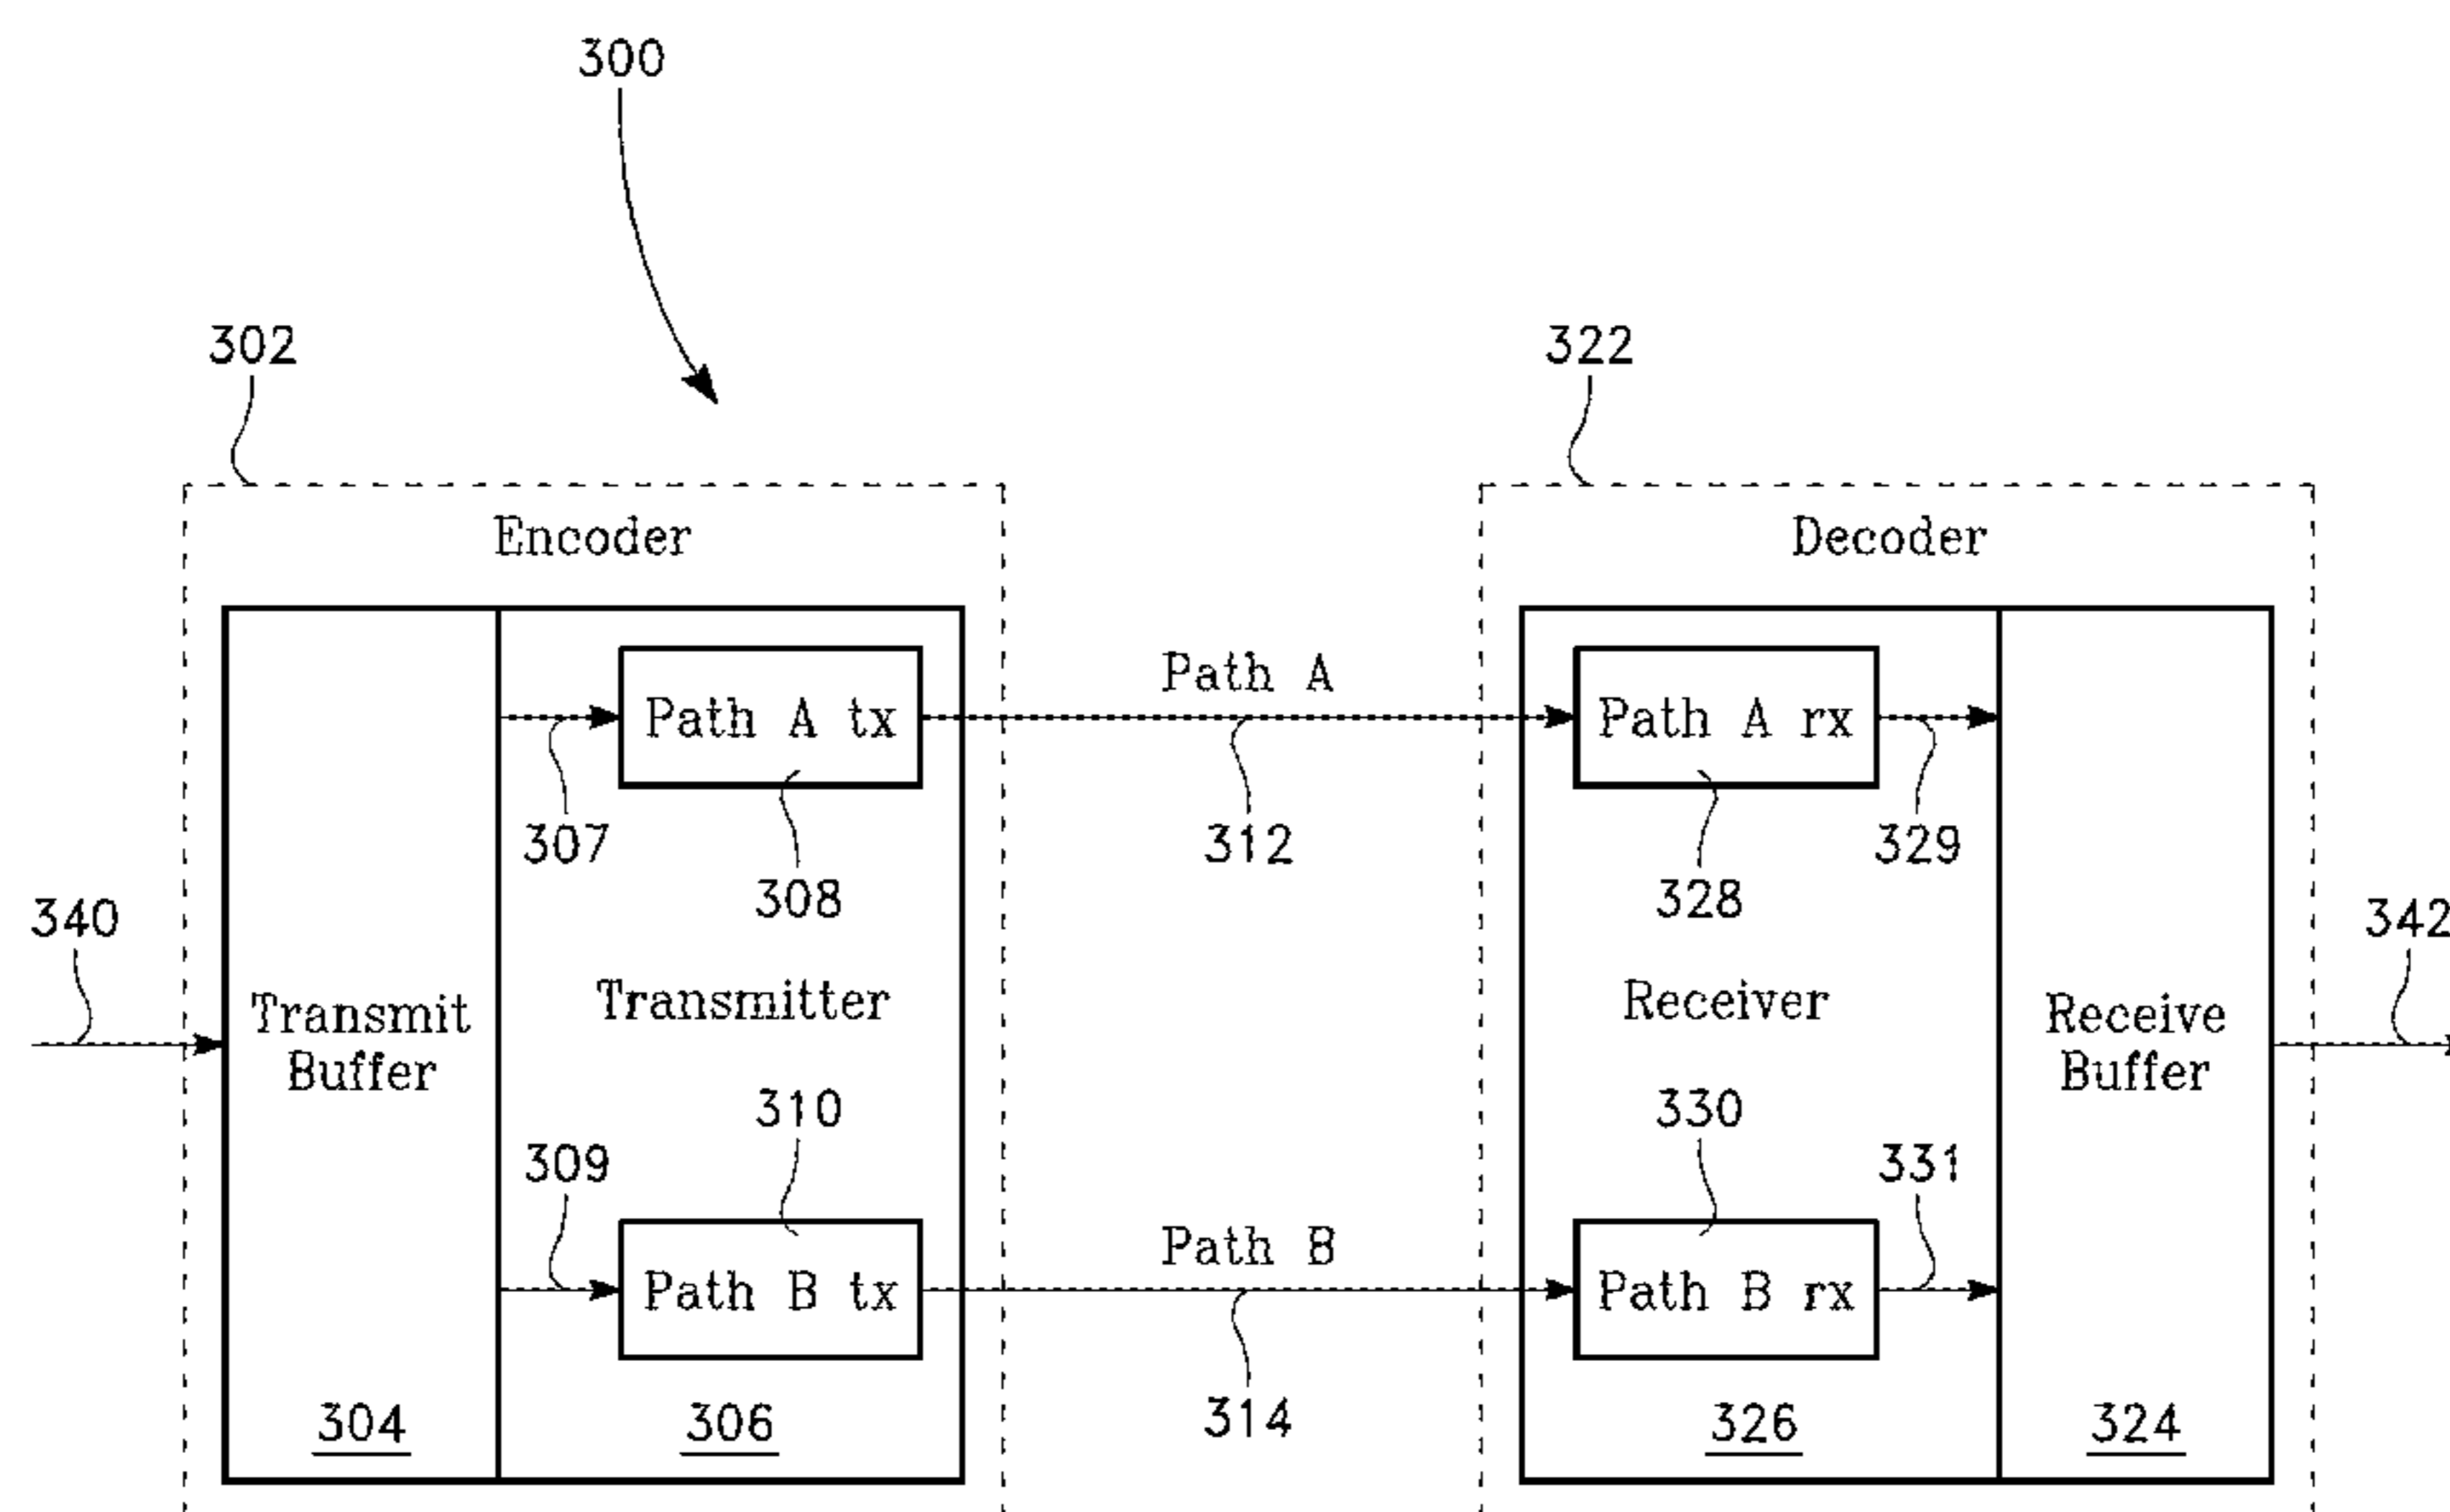 300
302
322
Encoder
Decoder
Path A
Path A tx
Path A rx
307
312
329
308
328
340
342
Transmit
Buffer
Transmitter
Receiver
Receive
Buffer
310
330
309
331
Path B
Path B tx
Path B rx
314
304
306
326
324